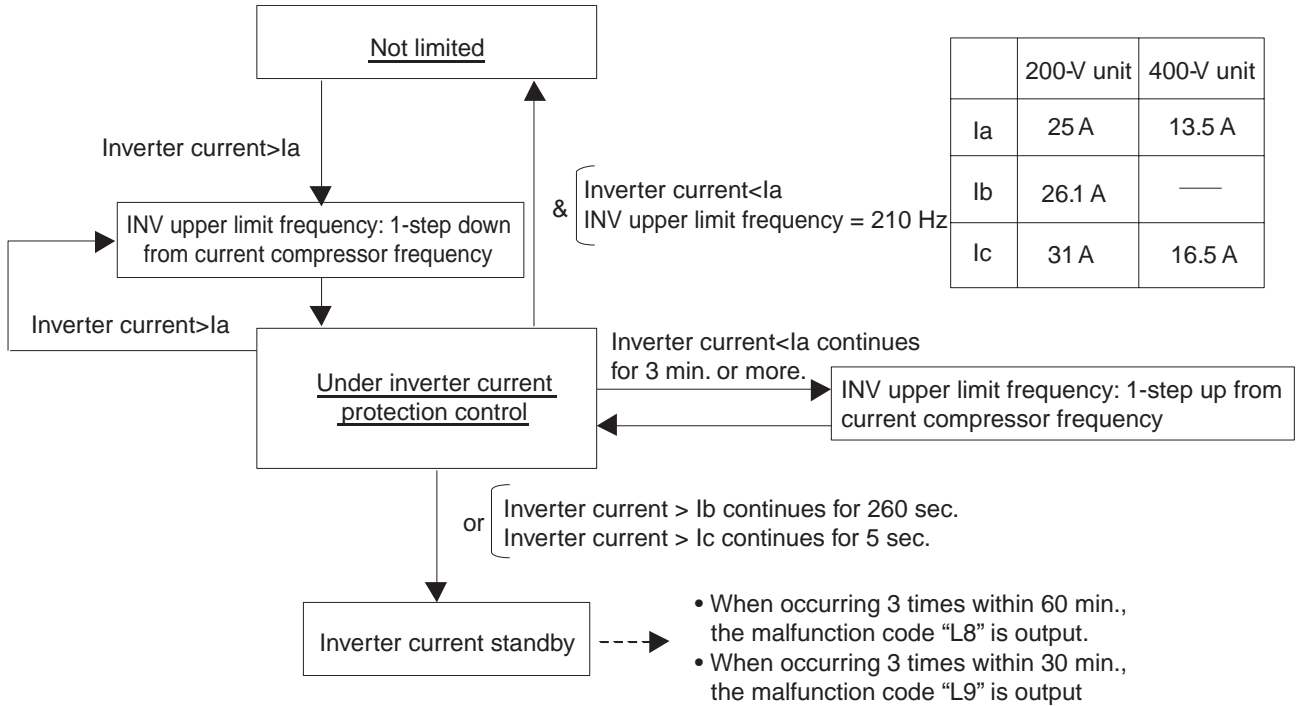 Not limited
Inverter current>Ia
& Inverter current<Ia
INV upper limit frequency = 210 Hz
200-V unit 400-V unit
Ia 25 A 13.5 A
Ib 26.1 A —
Ic 31 A 16.5 A
INV upper limit frequency: 1-step down
from current compressor frequency
Inverter current>Ia
Under inverter current
protection control
Inverter current<Ia continues
for 3 min. or more.
INV upper limit frequency: 1-step up from
current compressor frequency
or Inverter current > Ib continues for 260 sec.
Inverter current > Ic continues for 5 sec.
Inverter current standby
• When occurring 3 times within 60 min.,
the malfunction code “L8” is output.
• When occurring 3 times within 30 min.,
the malfunction code “L9” is output